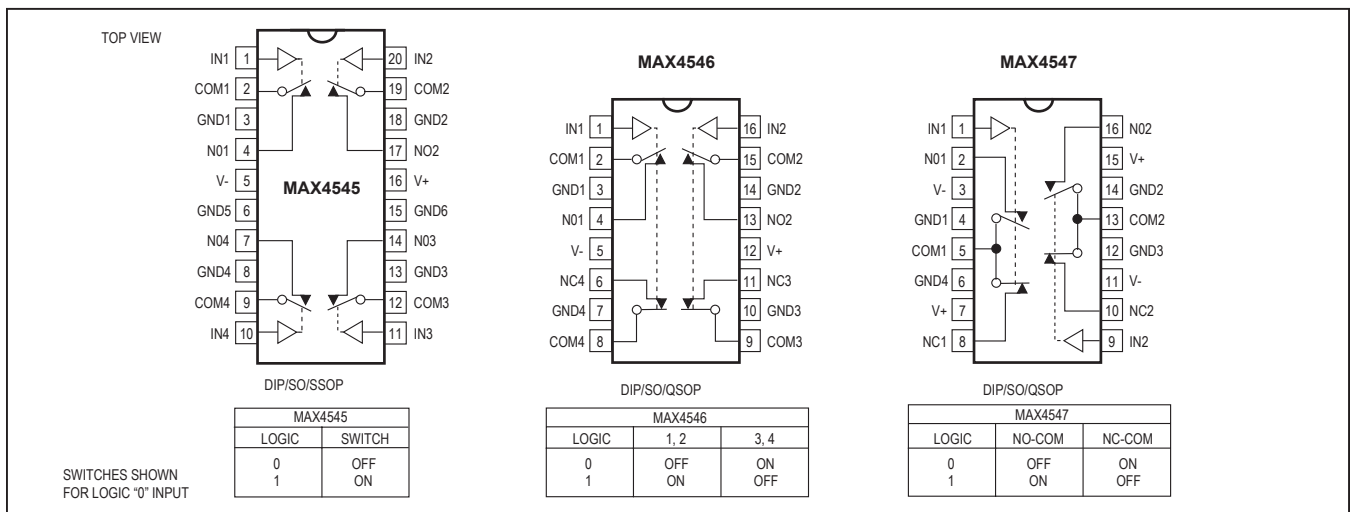 TOP VIEW
MAX4545
IN1 1
COM1 2
GND1 3
N01 4
V- 5
GND5 6
N04 7
GND4 8
COM4 9
IN4 10
20 IN2
19 COM2
18 GND2
17 NO2
16 V+
15 GND6
14 N03
13 GND3
12 COM3
11 IN3
DIP/SO/SSOP
MAX4545
LOGIC SWITCH
0 OFF
1 ON
SWITCHES SHOWN
FOR LOGIC “0” INPUT
MAX4546
IN1 1
COM1 2
GND1 3
N01 4
V- 5
NC4 6
GND4 7
COM4 8
16 IN2
15 COM2
14 GND2
13 NO2
12 V+
11 NC3
10 GND3
9 COM3
DIP/SO/QSOP
MAX4546
LOGIC 1, 2 3, 4
0 OFF ON
1 ON OFF
MAX4547
IN1 1
N01 2
V- 3
GND1 4
COM1 5
GND4 6
V+ 7
NC1 8
16 N02
15 V+
14 GND2
13 COM2
12 GND3
11 V-
10 NC2
9 IN2
DIP/SO/QSOP
MAX4547
LOGIC NO-COM NC-COM
0 OFF ON
1 ON OFF